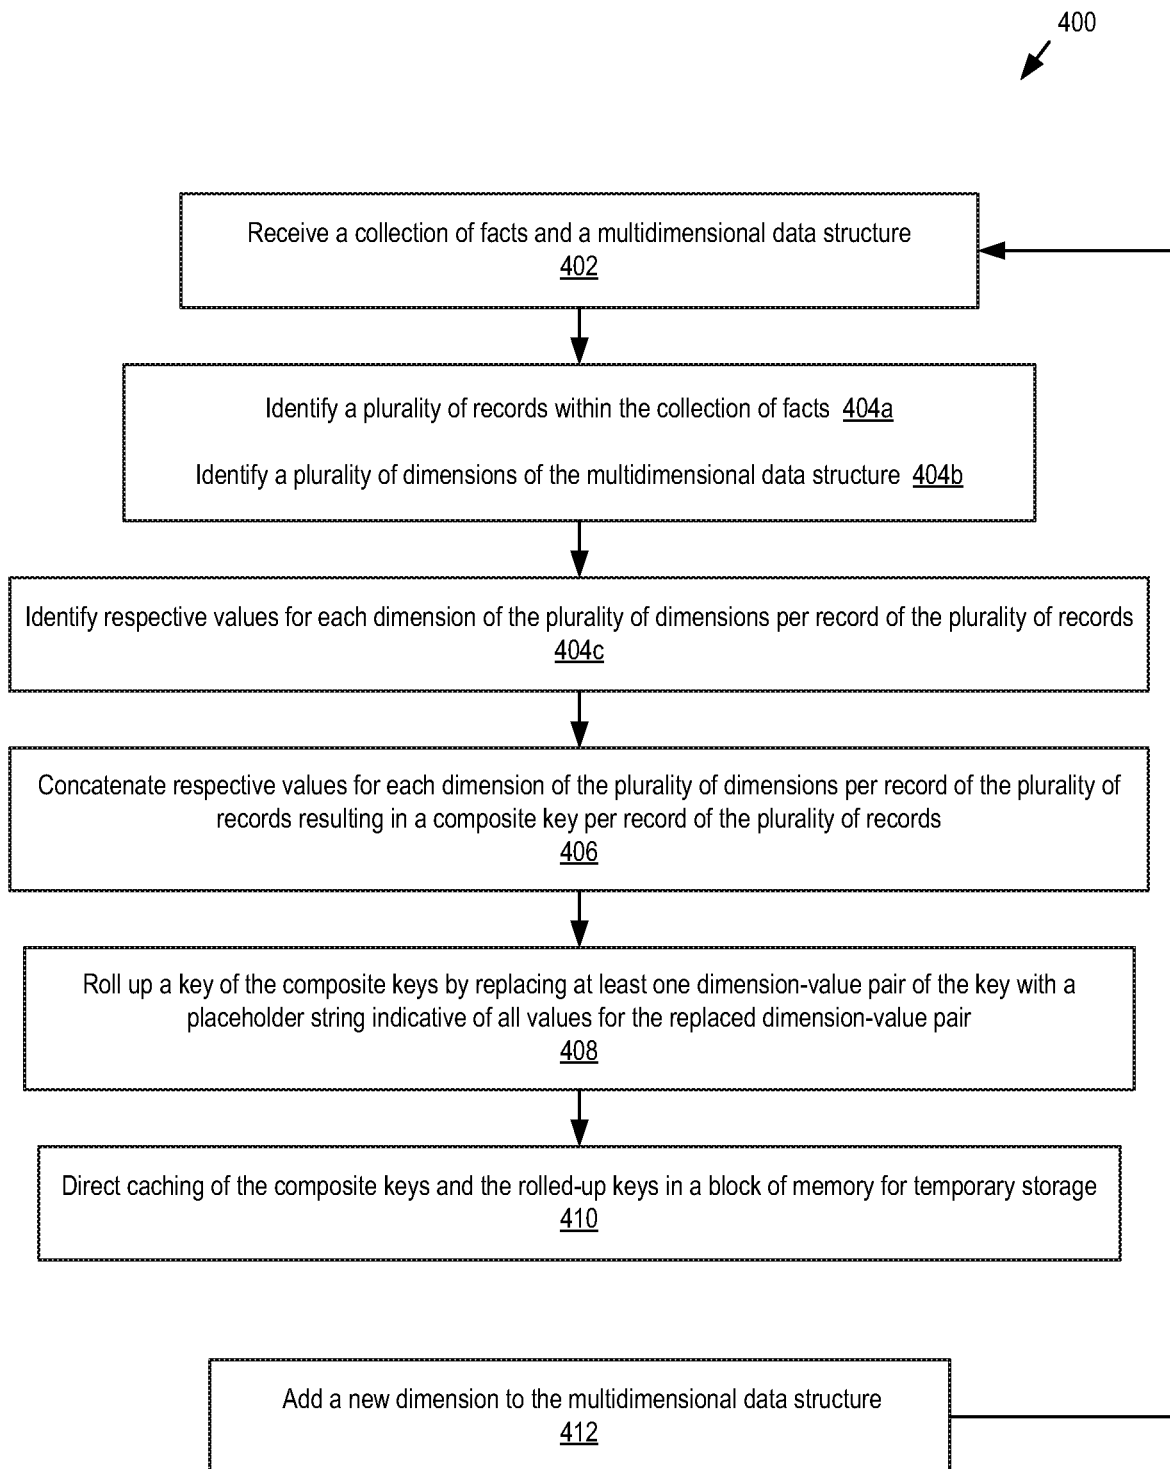 400
Receive a collection of facts and a multidimensional data structure
402
Identify a plurality of records within the collection of facts 404a
Identify a plurality of dimensions of the multidimensional data structure 404b
Identify respective values for each dimension of the plurality of dimensions per record of the plurality of records
404c
Concatenate respective values for each dimension of the plurality of dimensions per record of the plurality of
records resulting in a composite key per record of the plurality of records
406
Roll up a key of the composite keys by replacing at least one dimension-value pair of the key with a
placeholder string indicative of all values for the replaced dimension-value pair
408
Direct caching of the composite keys and the rolled-up keys in a block of memory for temporary storage
410
Add a new dimension to the multidimensional data structure
412